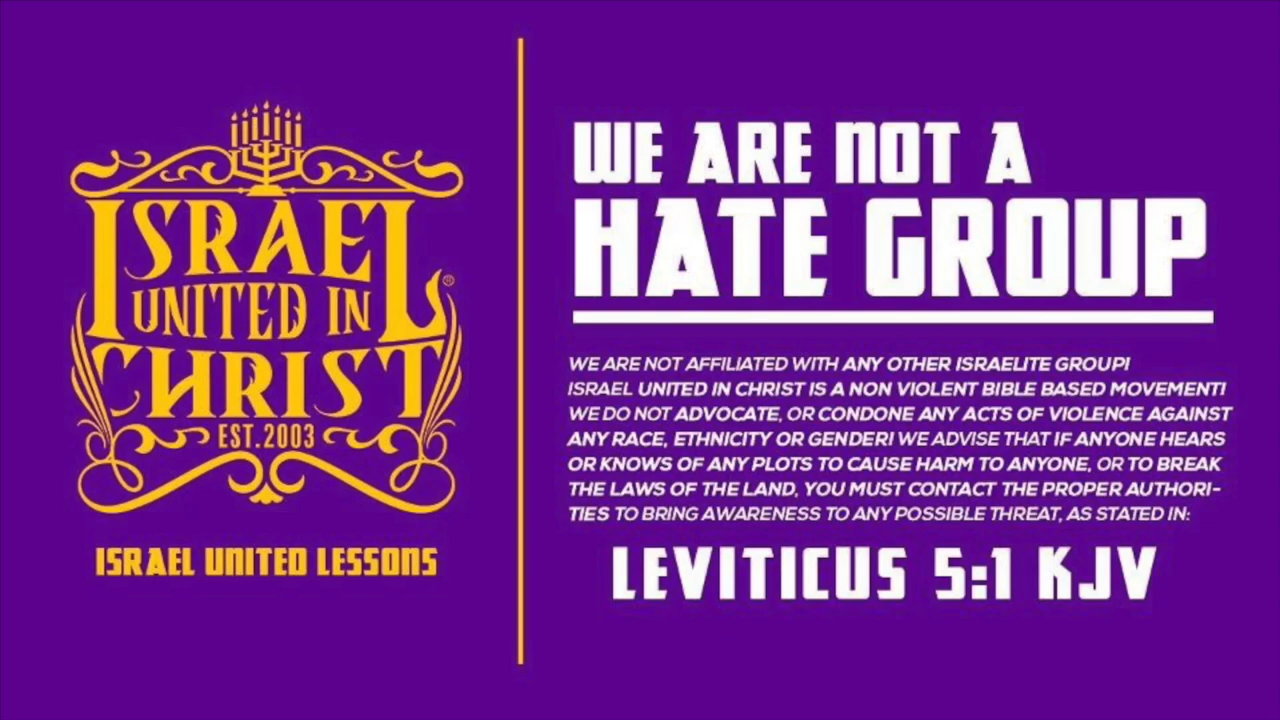 ISRAEL
UNITED IN
CHRIST
EST.2003
ISRAEL UNITED LESSONS
WE ARE NOT A
HATE GROUP
WE ARE NOT AFFILIATED WITH ANY OTHER ISRAELITE GROUP!
ISRAEL UNITED IN CHRIST IS A NON VIOLENT BIBLE BASED MOVEMENT!
WE DO NOT ADVOCATE, OR CONDONE ANY ACTS OF VIOLENCE AGAINST
ANY RACE, ETHNICITY OR GENDER! WE ADVISE THAT IF ANYONE HEARS
OR KNOWS OF ANY PLOTS TO CAUSE HARM TO ANYONE, OR TO BREAK
THE LAWS OF THE LAND, YOU MUST CONTACT THE PROPER AUTHORI-
TIES TO BRING AWARENESS TO ANY POSSIBLE THREAT, AS STATED IN:
LEVITICUS 5:1 KJV